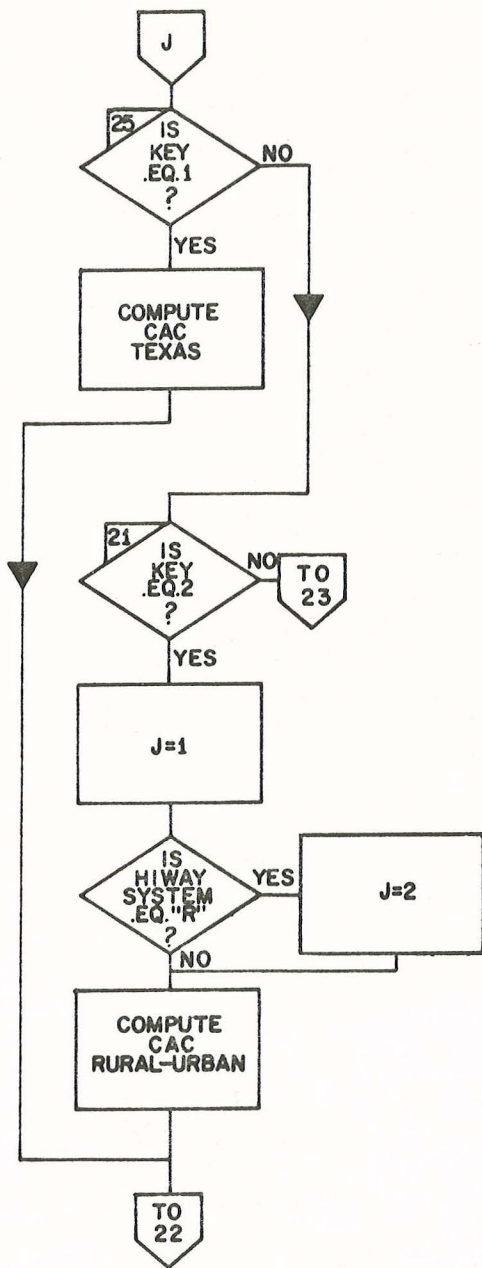 J
25
IS
KEY
.EQ.1
?
NO
YES
COMPUTE
CAC
TEXAS
21
IS
KEY
.EQ.2
?
NO
TO
23
YES
J=1
IS
HIWAY
SYSTEM
.EQ."R"
?
YES
J=2
NO
COMPUTE
CAC
RURAL-URBAN
TO
22